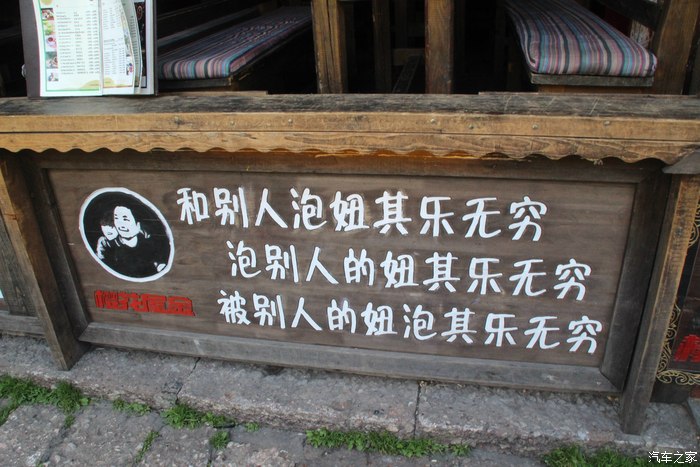 和别人泡妞其乐无穷
泡别人的妞其乐无穷
被别人的妞泡其乐无穷
汽车之家